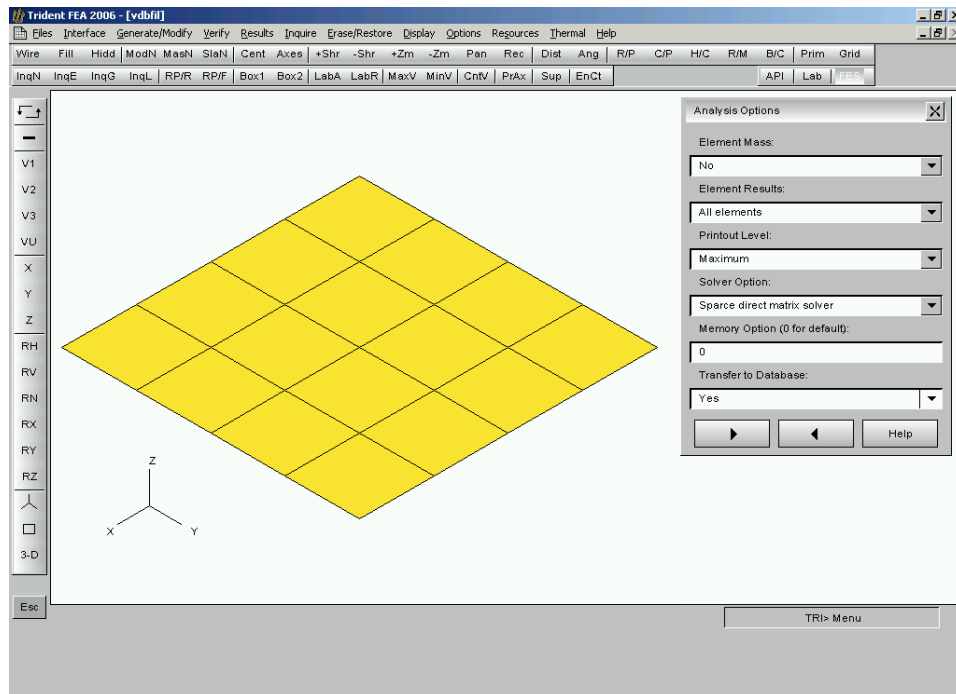 Trident FEA 2006 - [vdbfil]
Files Interface Generate/Modify Verify Results Inquire Erase/Restore Display Options Resources Thermal Help
Wire Fill Hidd ModN MasN SlaN Cent Axes +Shr -Shr +Zm -Zm Pan Rec Dist Ang R/P C/P H/C R/M B/C Prim Grid
InqN InqE InqG InqL RP/R RP/F Box1 Box2 LabA LabR MaxV MinV CntV PrAx Sup EnCt API Lab FES
V1
V2
V3
VU
X
Y
Z
RH
RV
RN
RX
RY
RZ
3-D
Esc
Z
X
Y
Analysis Options
Element Mass:
No
Element Results:
All elements
Printout Level:
Maximum
Solver Option:
Sparce direct matrix solver
Memory Option (0 for default):
0
Transfer to Database:
Yes
Help
TRI> Menu